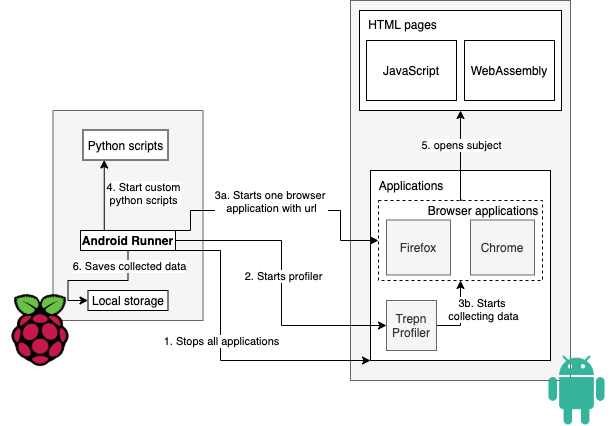 HTML pages
JavaScript
WebAssembly
Python scripts
5. opens subject
4. Start custom
python scripts
3a. Starts one browser
application with url
Applications
Browser applications
Android Runner
Firefox
Chrome
6. Saves collected data
2. Starts profiler
Local storage
3b. Starts
collecting data
Trepn
Profiler
1. Stops all applications